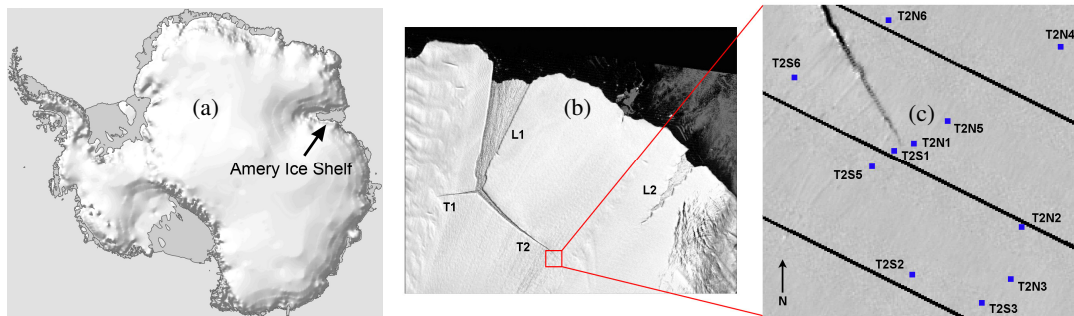 (a)
Amery Ice Shelf
(b)
L1
L2
T1
T2
T2N6
T2N4
T2S6
(c)
T2N5
T2N1
T2S1
T2S5
T2N2
T2S2
T2N3
T2S3
N